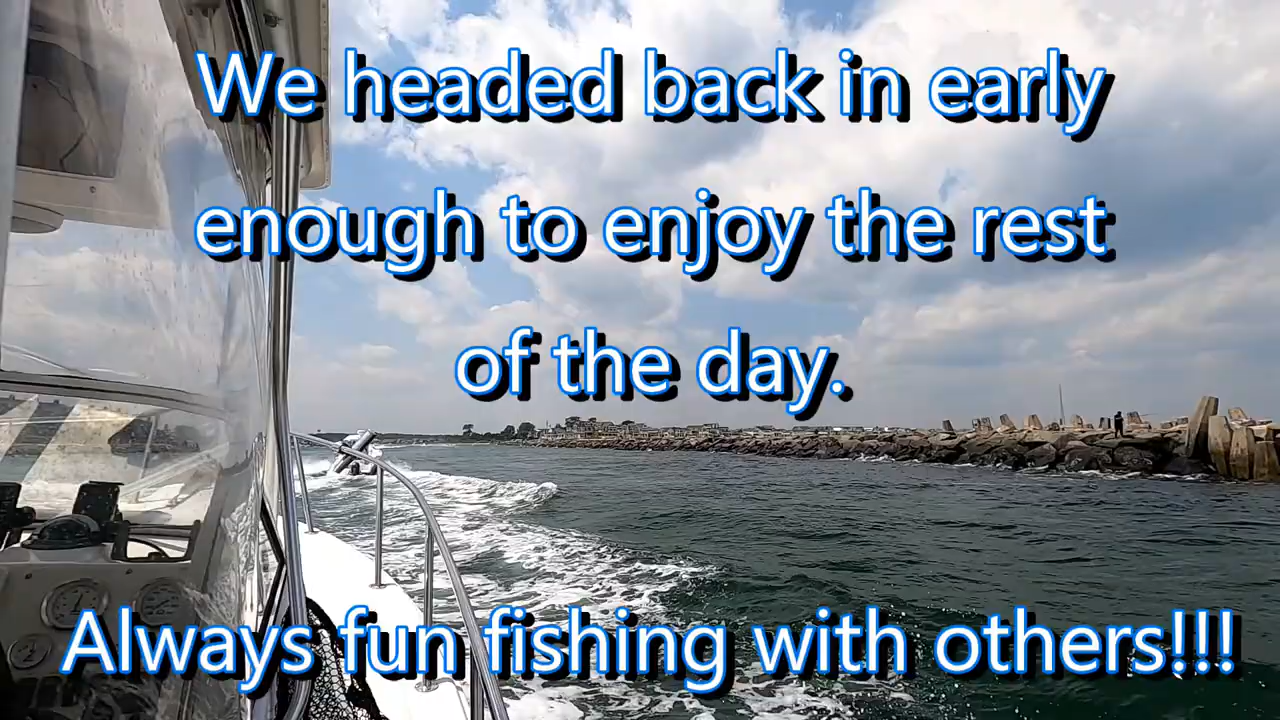 We headed back in early
enough to enjoy the rest
of the day.
Always fun fishing with others!!!